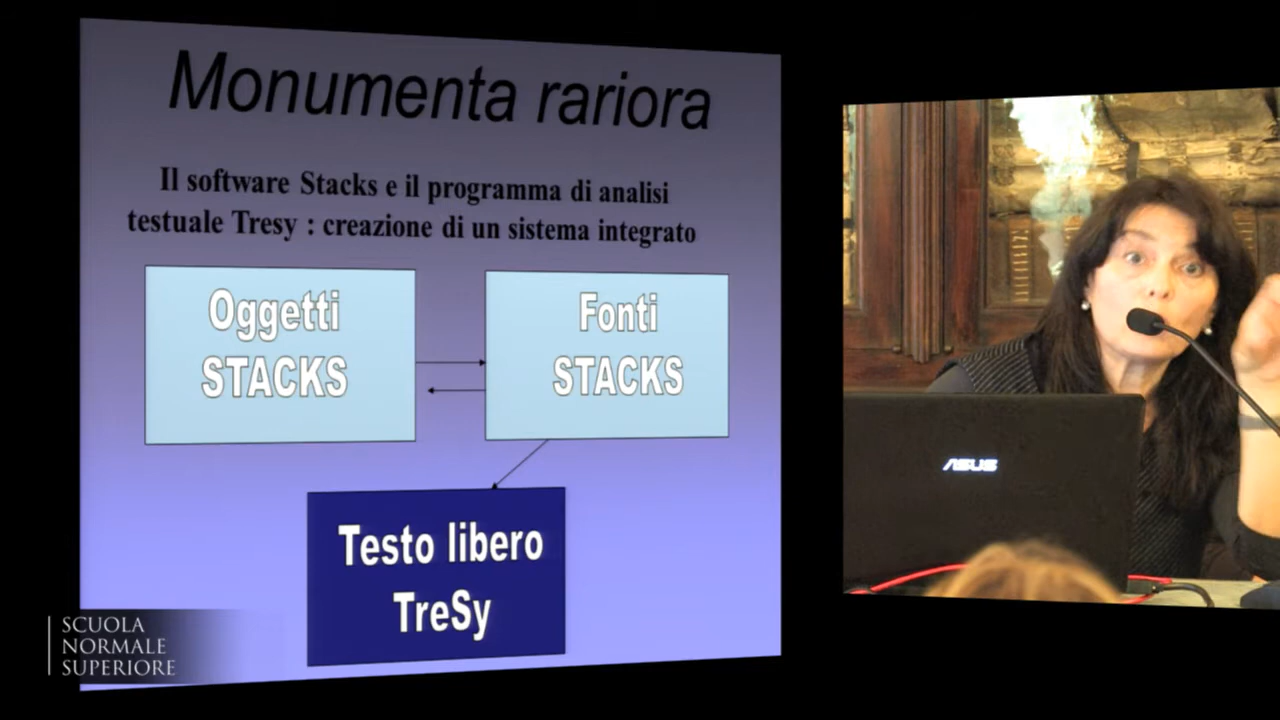 Monumenta rariora
Il software Stacks e il programma di analisi
testuale Tresy : creazione di un sistema integrato
Oggetti
STACKS
Fonti
STACKS
Testo libero
TreSy
SCUOLA
NORMALE
SUPERIORE
ASUS